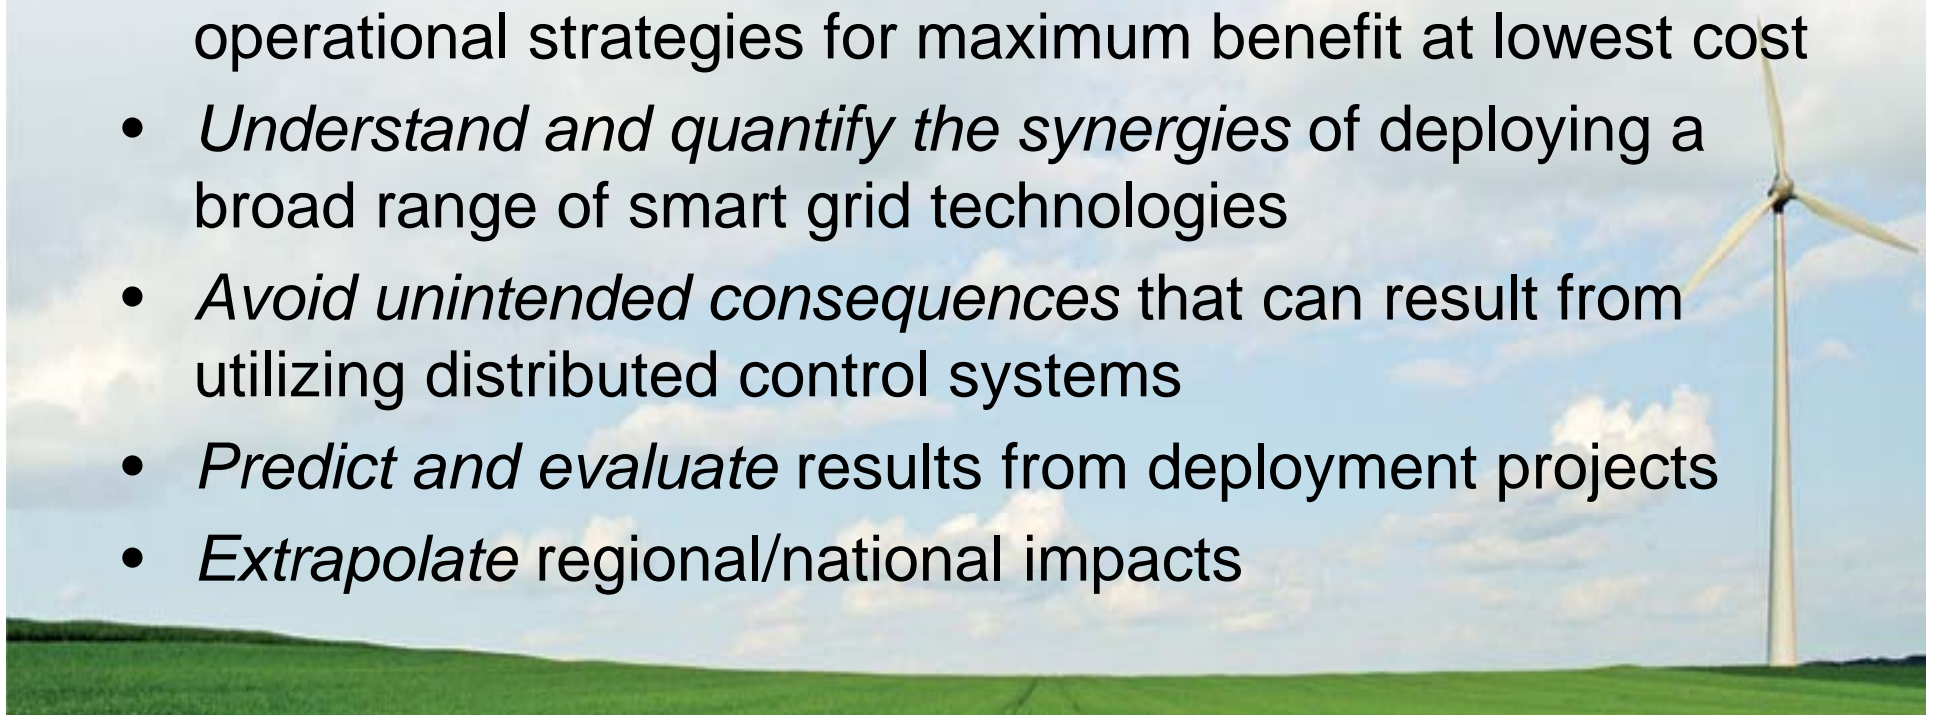 operational strategies for maximum benefit at lowest cost
• Understand and quantify the synergies of deploying a
broad range of smart grid technologies
• Avoid unintended consequences that can result from
utilizing distributed control systems
• Predict and evaluate results from deployment projects
• Extrapolate regional/national impacts